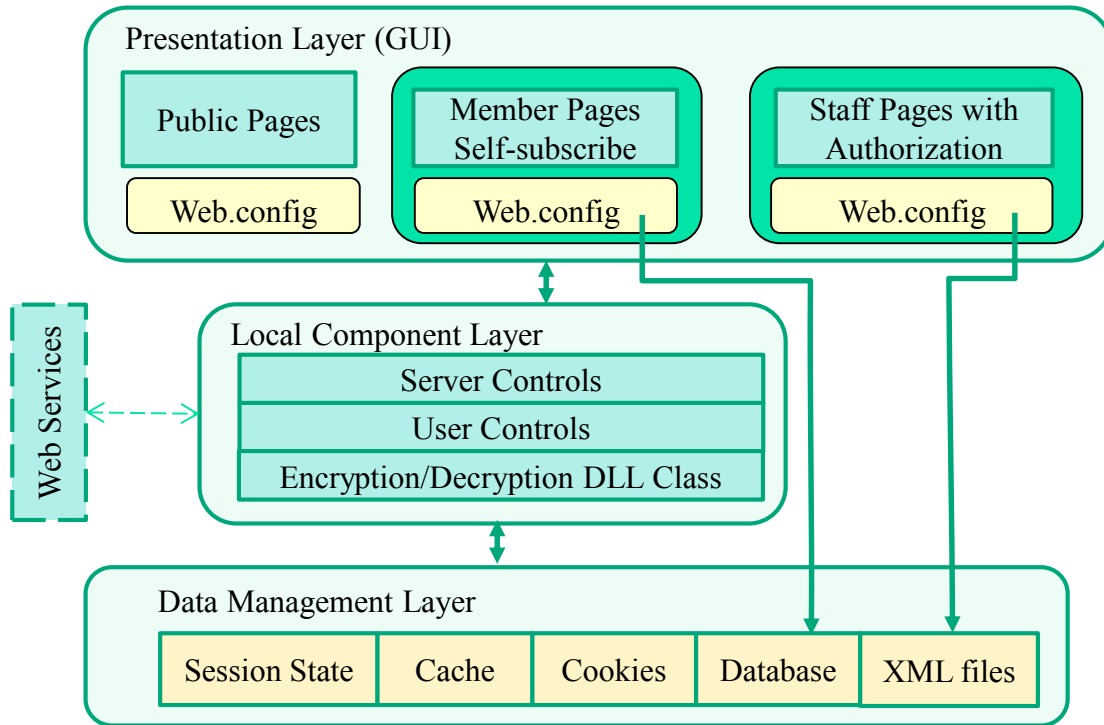 Presentation Layer (GUI)
Public Pages
Member Pages
Self-subscribe
Staff Pages with
Authorization
Web.config
Web.config
Web.config
Web Services
Local Component Layer
Server Controls
User Controls
Encryption/Decryption DLL Class
Data Management Layer
Session State
Cache
Cookies
Database
XML files